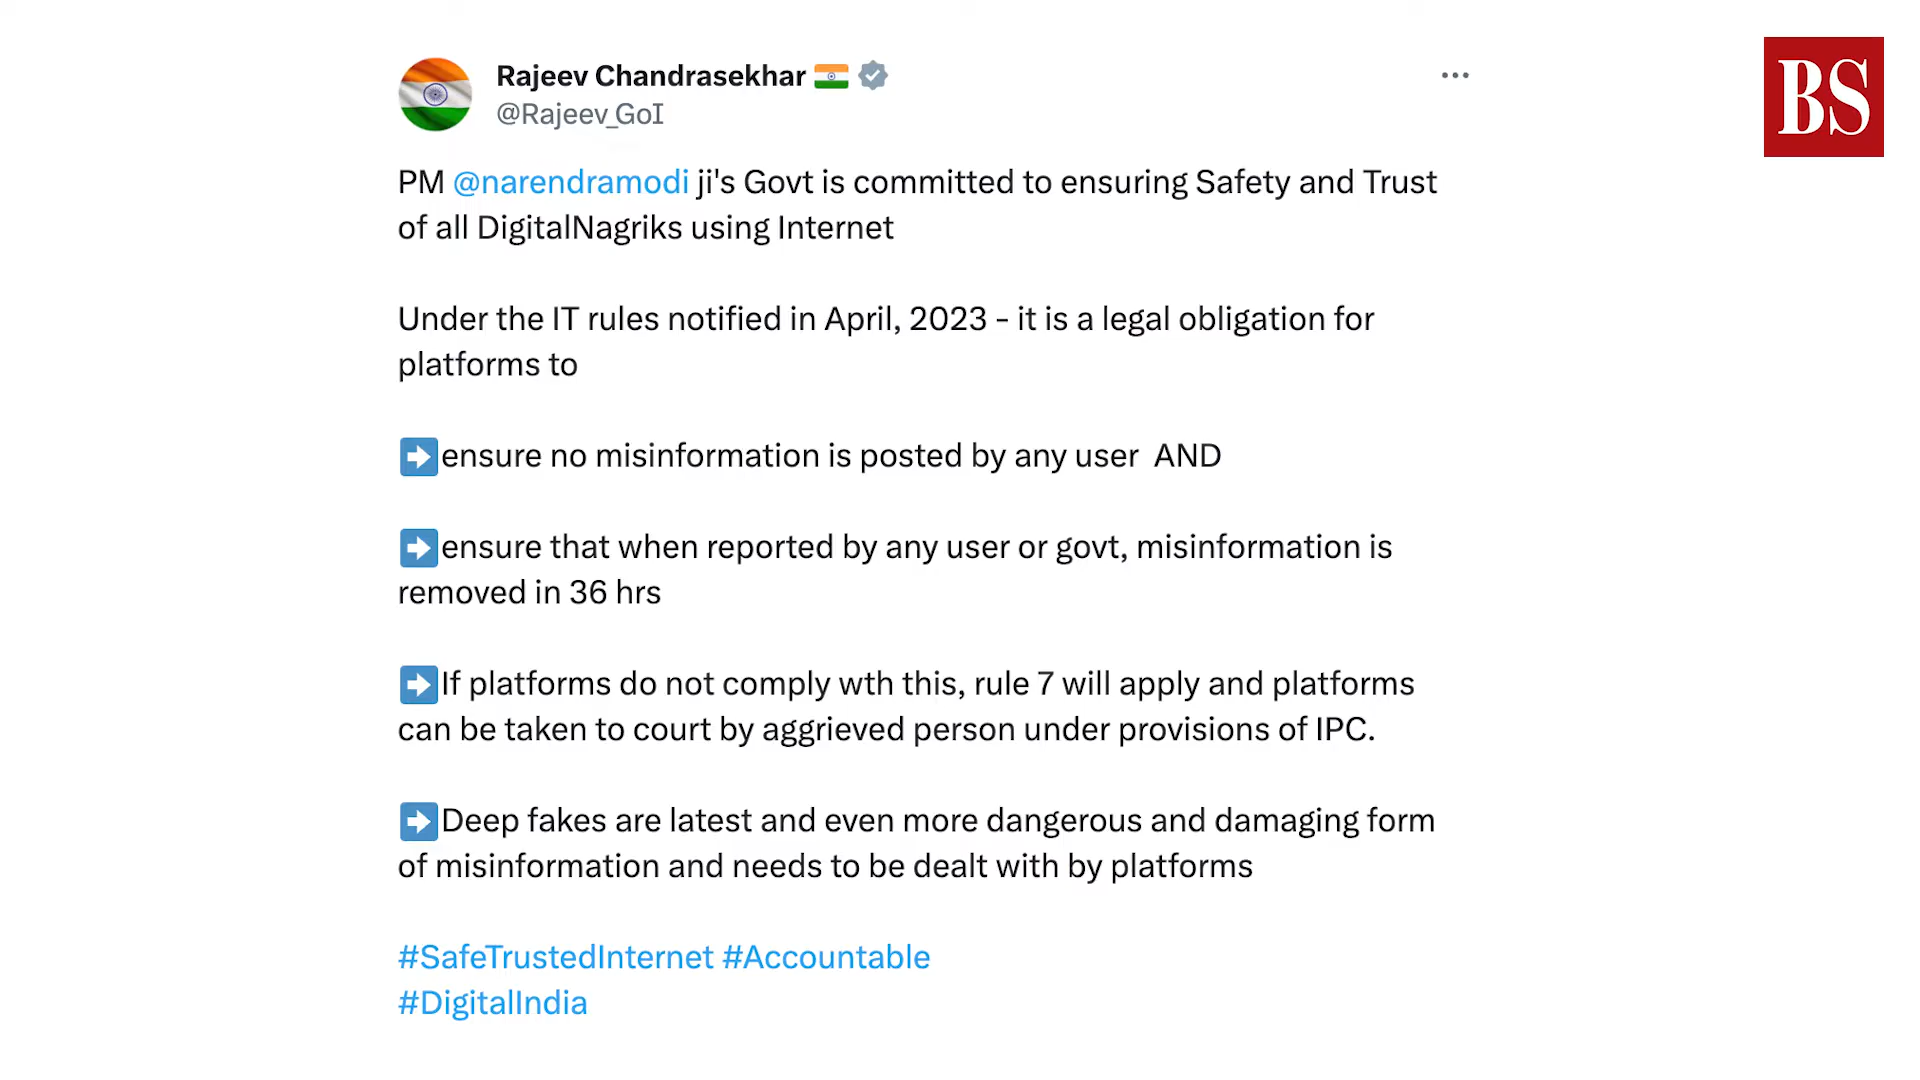 Rajeev Chandrasekhar
@Rajeev_GoI
BS
PM @narendramodi ji's Govt is committed to ensuring Safety and Trust
of all DigitalNagriks using Internet
Under the IT rules notified in April, 2023 - it is a legal obligation for
platforms to
ensure no misinformation is posted by any user  AND
ensure that when reported by any user or govt, misinformation is
removed in 36 hrs
If platforms do not comply wth this, rule 7 will apply and platforms
can be taken to court by aggrieved person under provisions of IPC.
Deep fakes are latest and even more dangerous and damaging form
of misinformation and needs to be dealt with by platforms
#SafeTrustedInternet #Accountable
#DigitalIndia